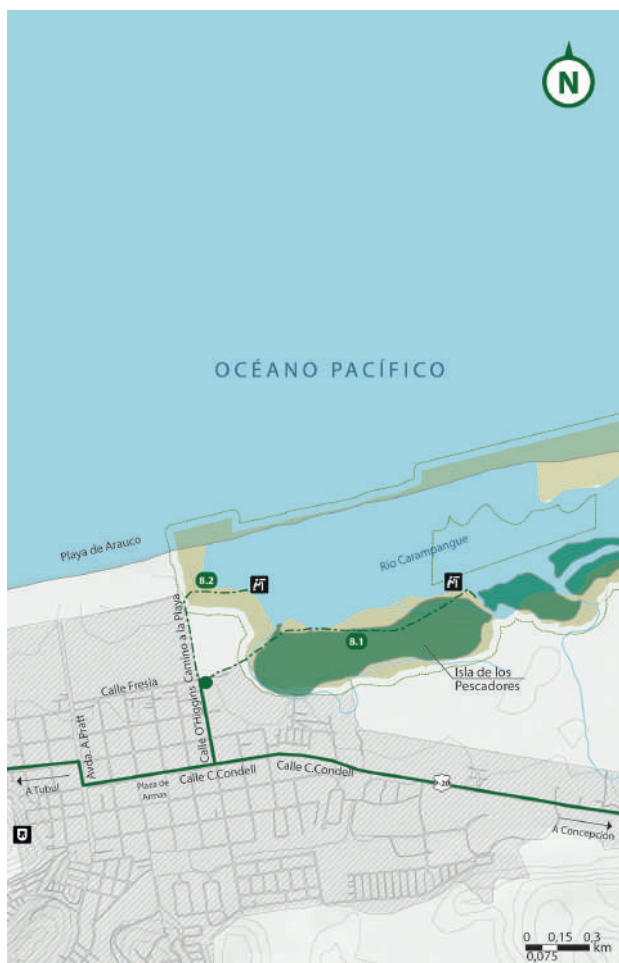 N
OCÉANO PACÍFICO
Playa de Arauco
Río Carampangue
8.2
8.1
Isla de los
Pescadores
Camino a la Playa
Calle O'Higgins
Calle Fresia
Avda. A.Pratt
Calle C.Condell
Calle C.Condell
Plaza de
Armas
A Tubul
A Concepción
0 0,15 0,3
km
0,075